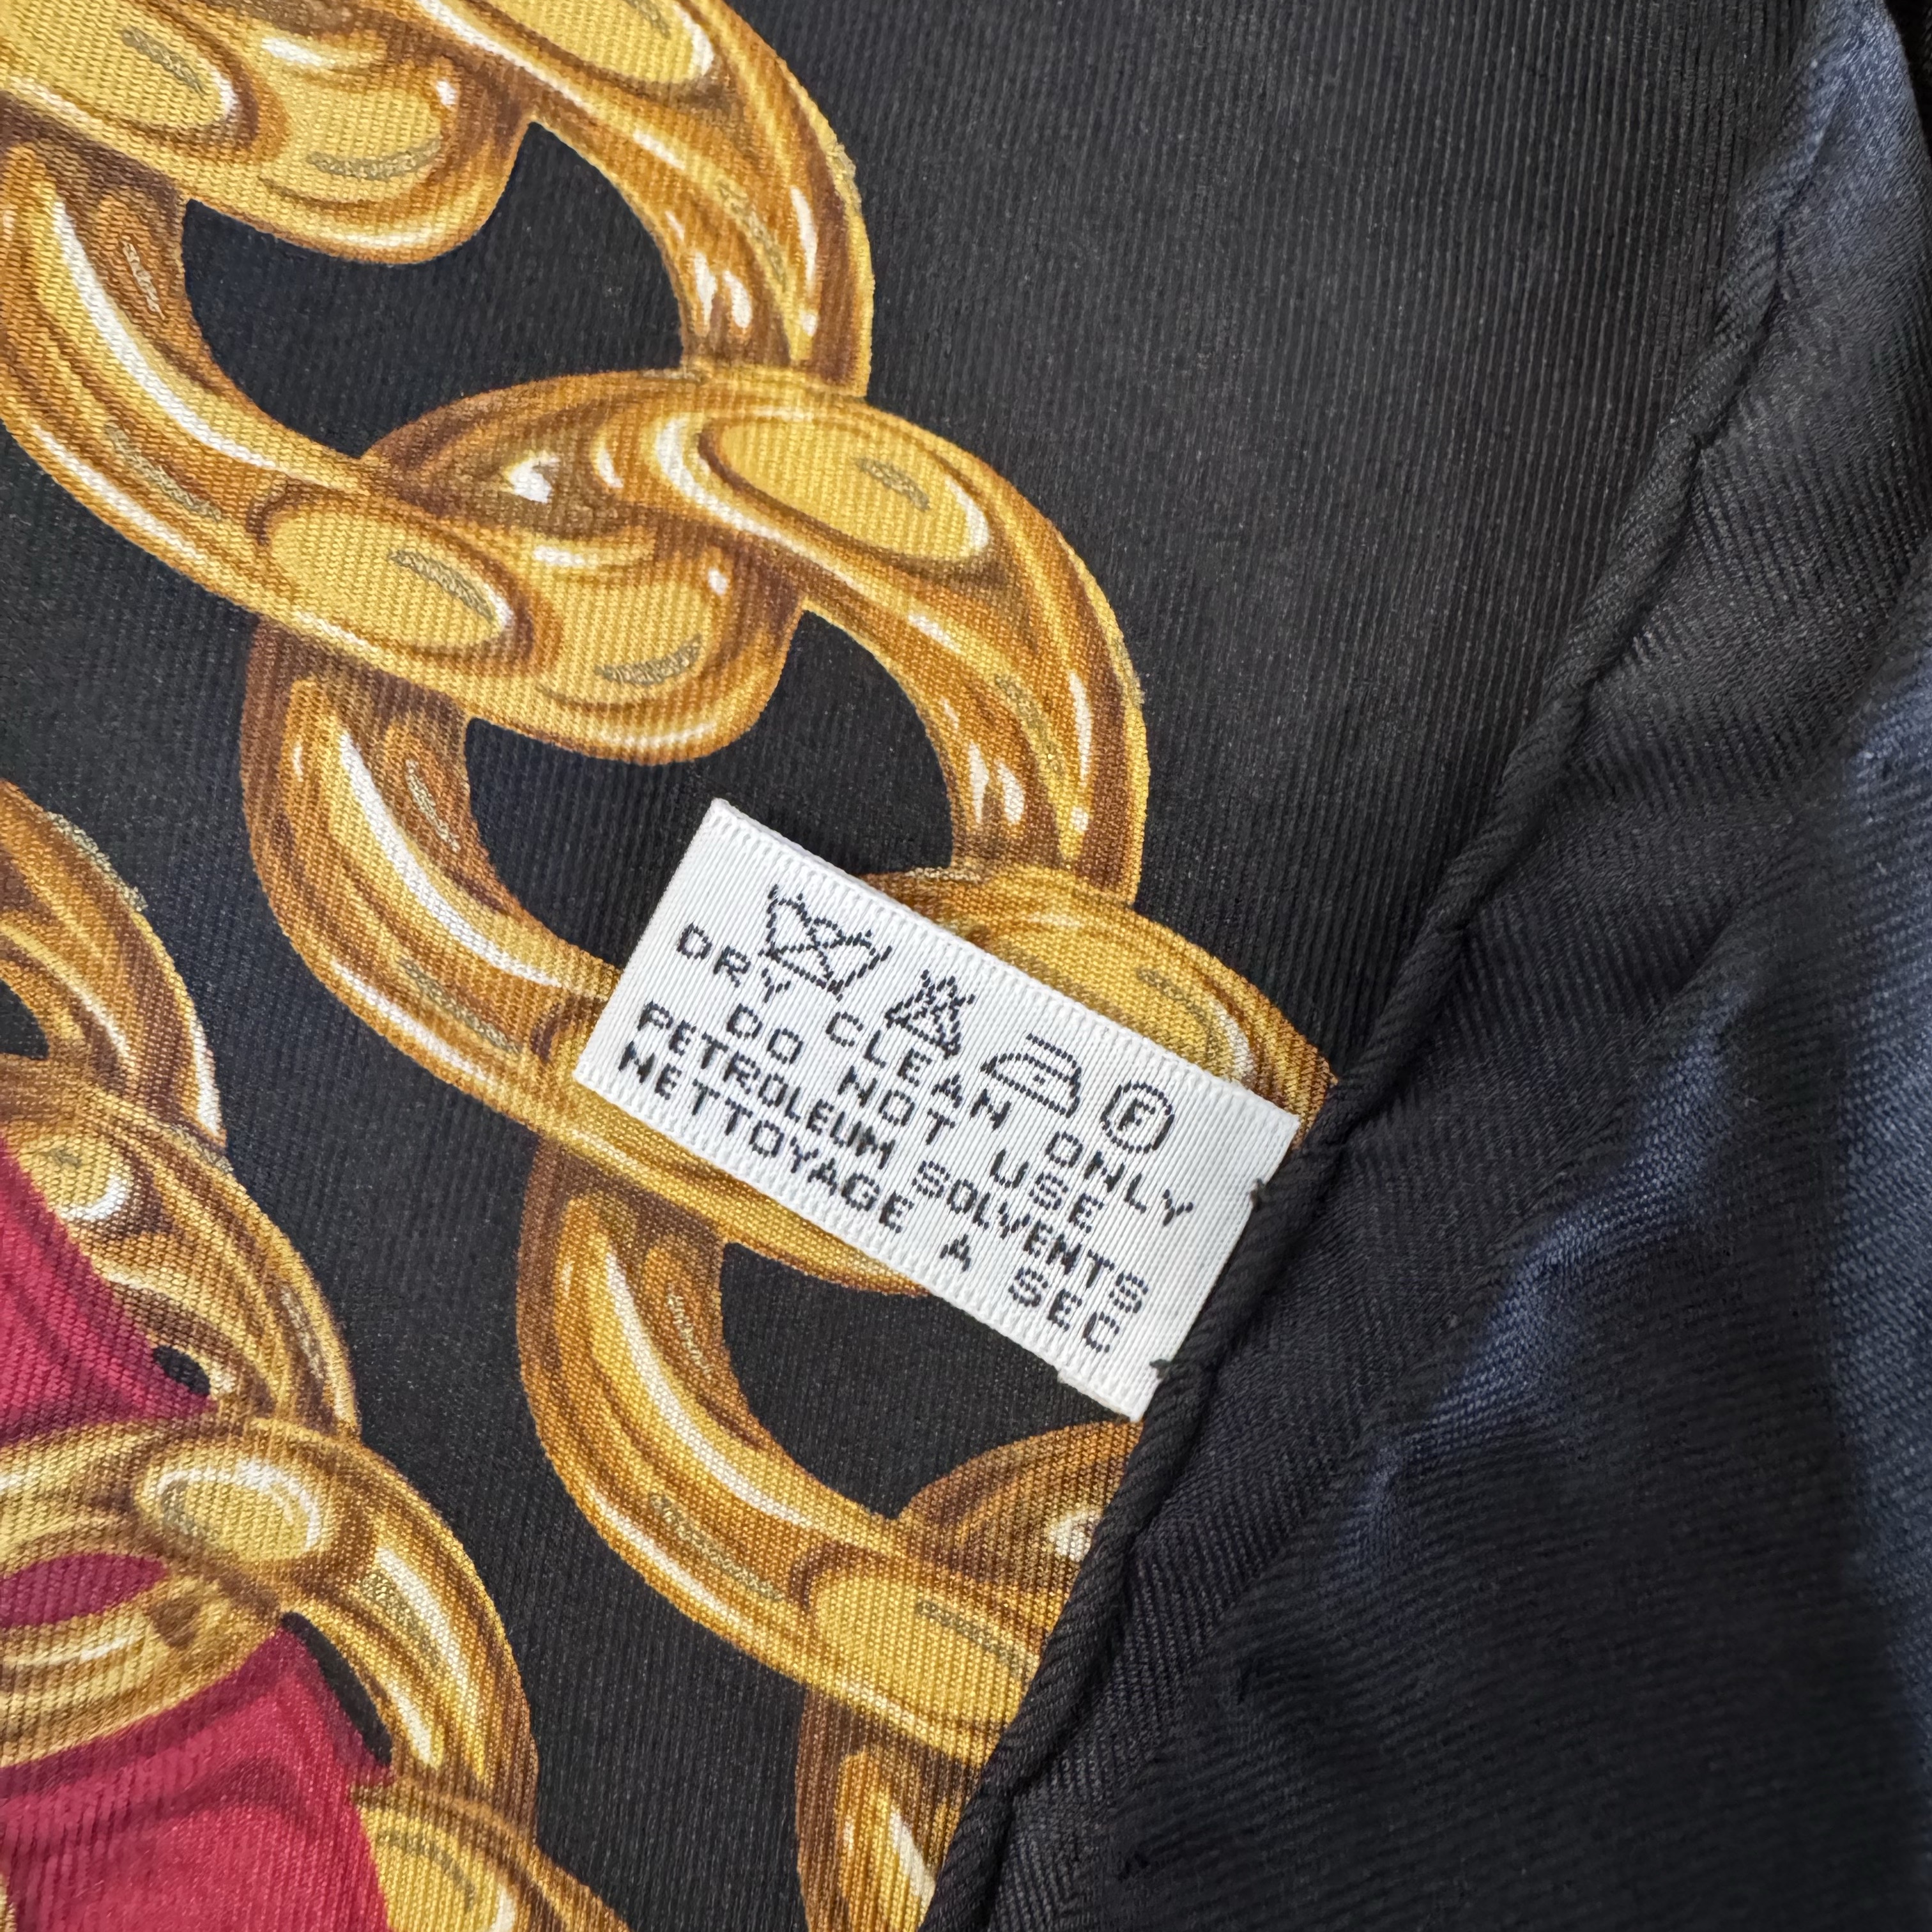 F
DRY CLEAN ONLY
DO NOT USE
PETROLEUM SOLVENTS
NETTOYAGE A SEC